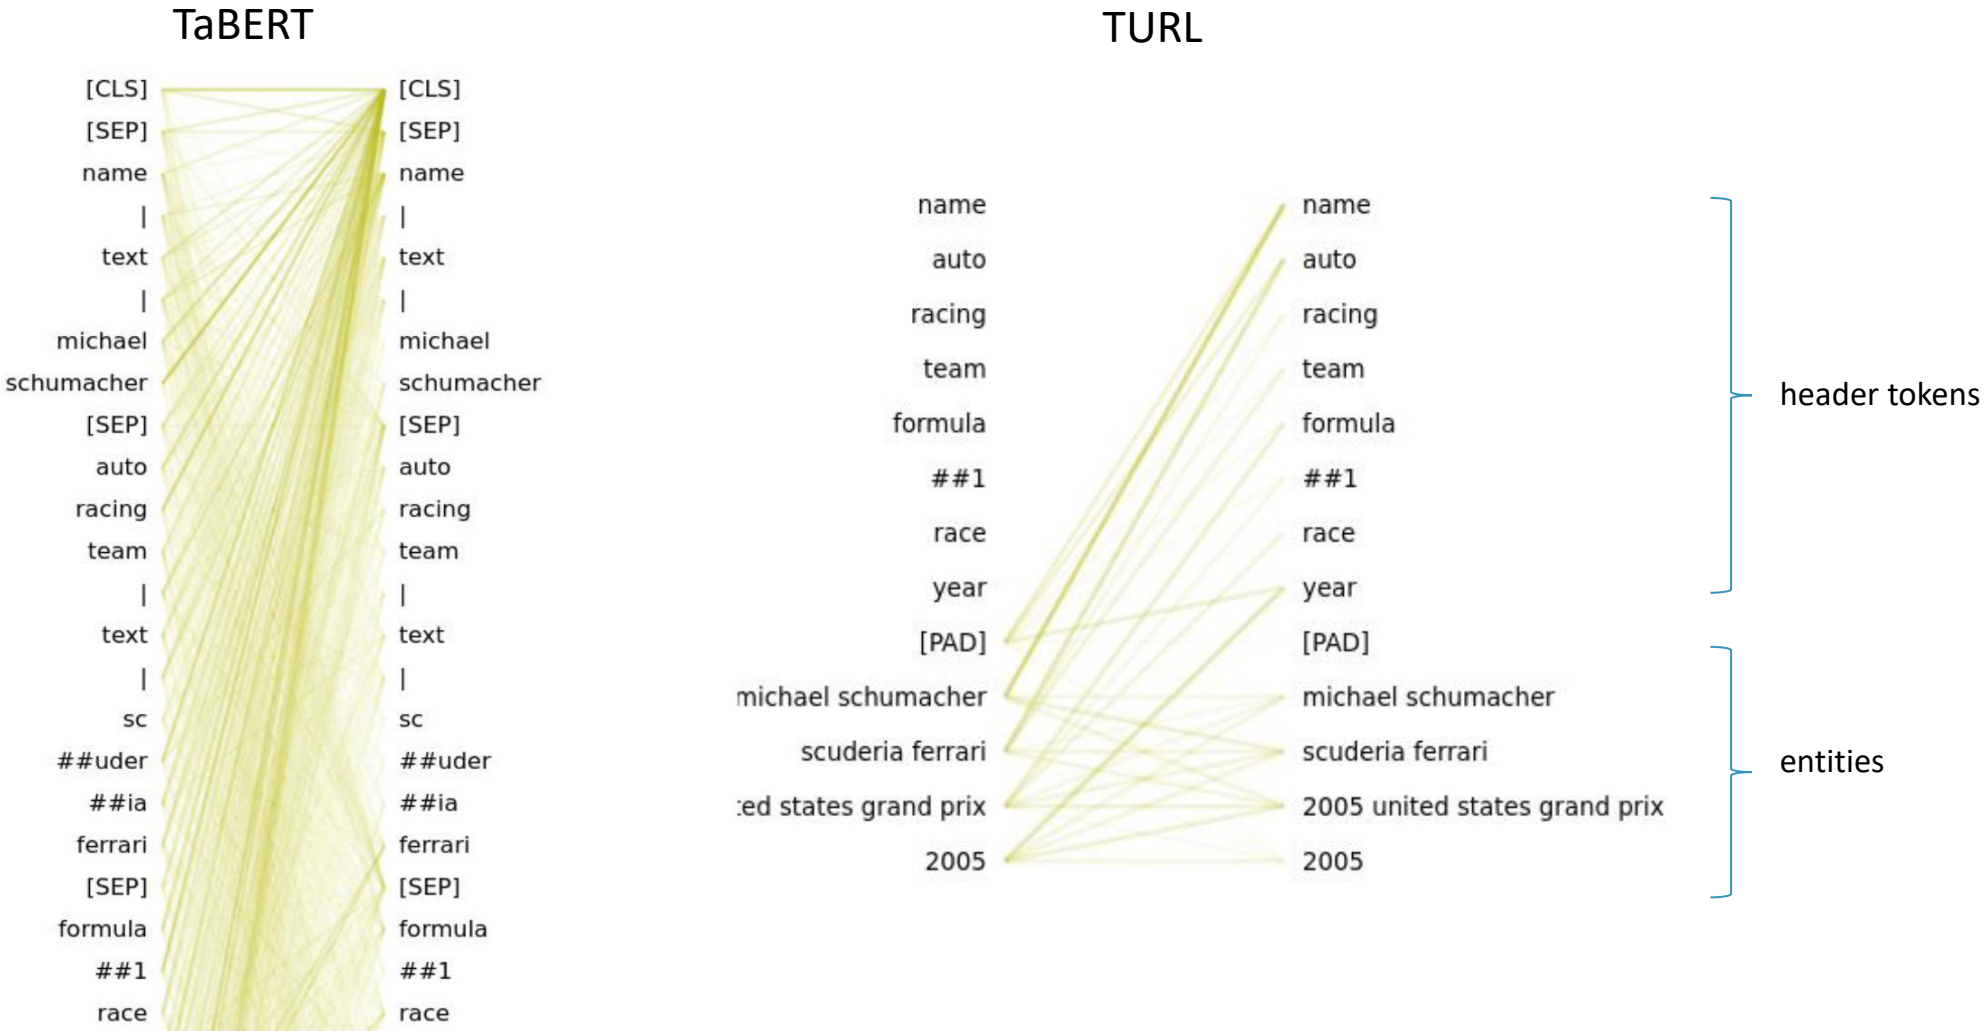 TaBERT
[CLS] [CLS]
[SEP] [SEP]
name name
| |
text text
| |
michael michael
schumacher schumacher
[SEP] [SEP]
auto auto
racing racing
team team
| |
text text
| |
sc sc
##uder ##uder
##ia ##ia
ferrari ferrari
[SEP] [SEP]
formula formula
##1 ##1
race race
TURL
name name
auto auto
racing racing
team team
formula formula
##1 ##1
race race
year year
[PAD] [PAD]
michael schumacher michael schumacher
scuderia ferrari scuderia ferrari
ted states grand prix 2005 united states grand prix
2005 2005
header tokens
entities